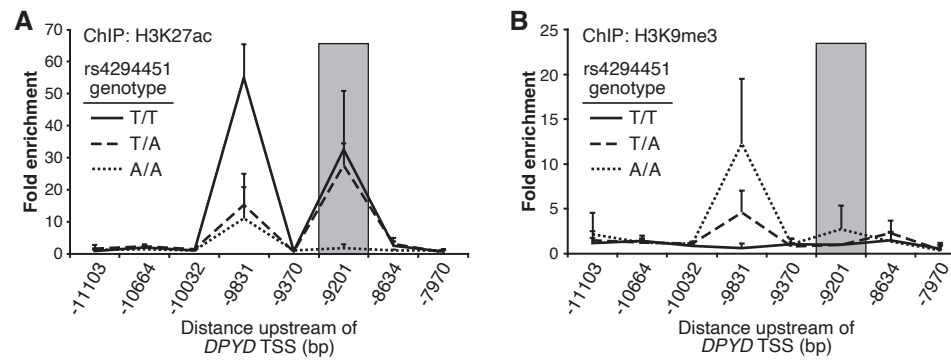 A
ChIP: H3K27ac
rs4294451
genotype
T/T
T/A
A/A
Fold enrichment
70
60
50
40
30
20
10
0
-11103
-10664
-10032
-9831
-9370
-9201
-8634
-7970
Distance upstream of
DPYD TSS (bp)
B
ChIP: H3K9me3
rs4294451
genotype
T/T
T/A
A/A
Fold enrichment
25
20
15
10
5
0
-11103
-10664
-10032
-9831
-9370
-9201
-8634
-7970
Distance upstream of
DPYD TSS (bp)